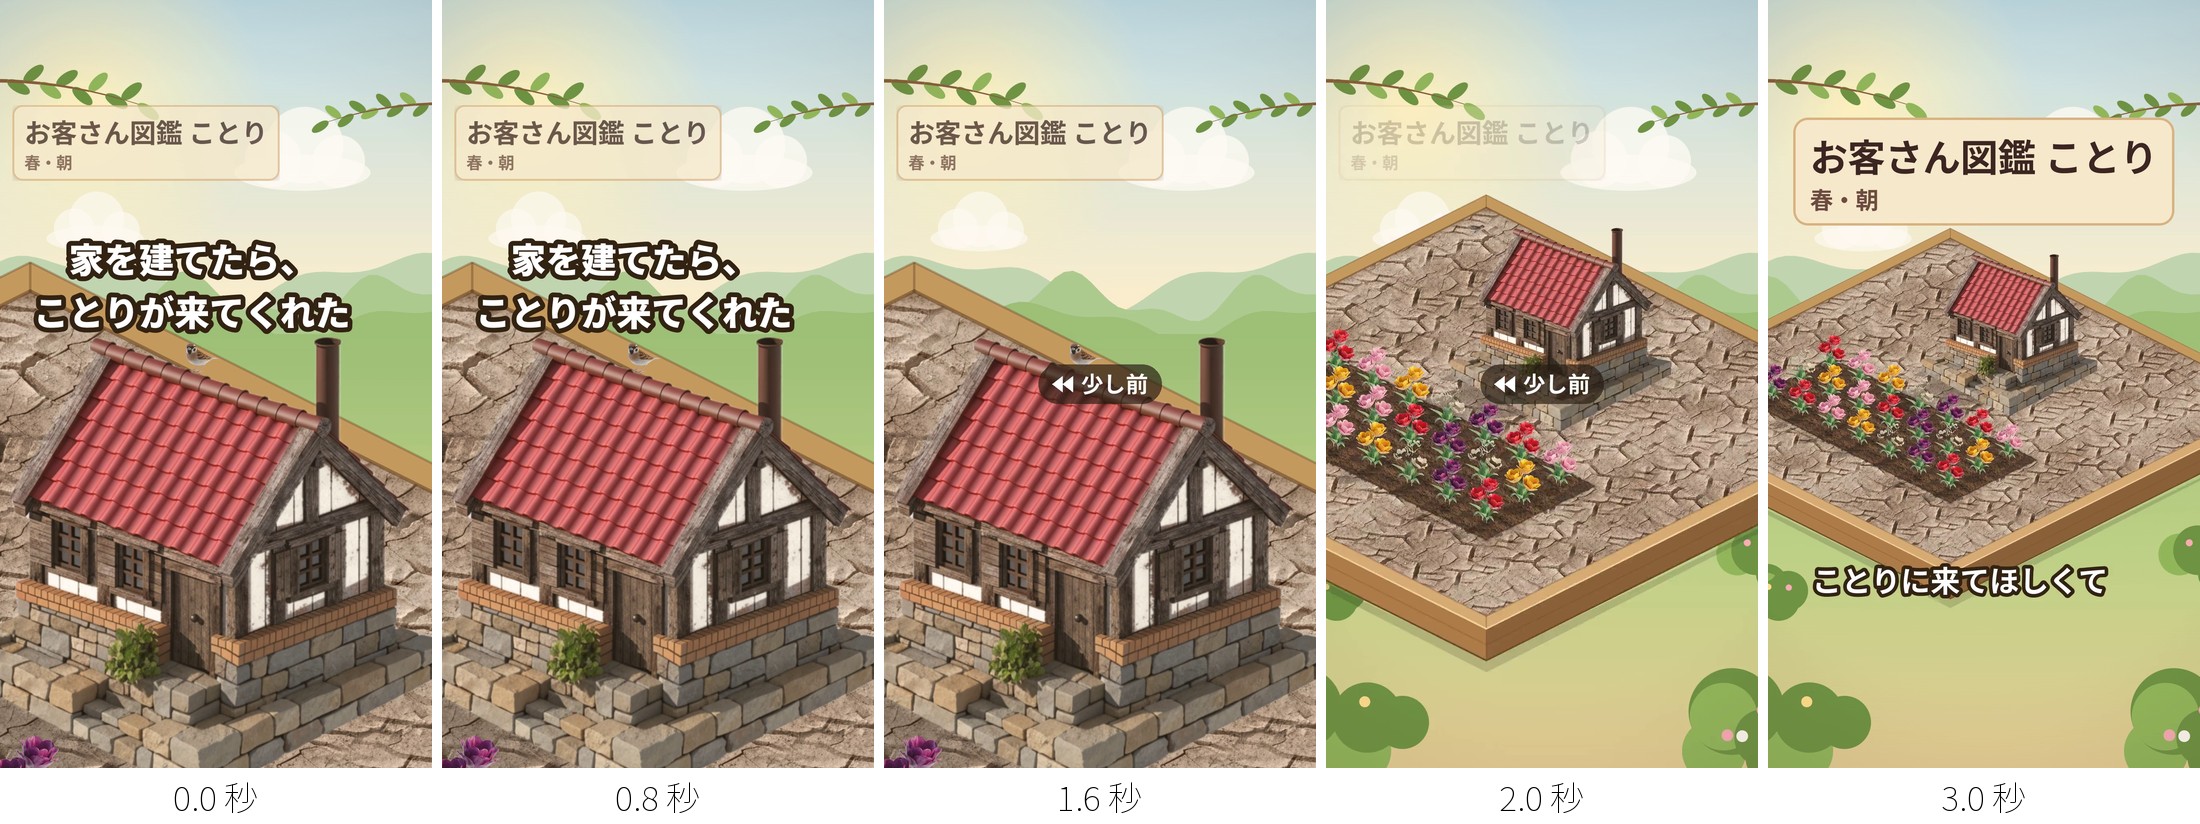 お客さん図鑑 ことり
春・朝
家を建てたら、
ことりが来てくれた
0.0 秒
お客さん図鑑 ことり
春・朝
家を建てたら、
ことりが来てくれた
0.8 秒
お客さん図鑑 ことり
春・朝
少し前
1.6 秒
お客さん図鑑 ことり
春・朝
少し前
2.0 秒
お客さん図鑑 ことり
春・朝
ことりに来てほしくて
3.0 秒